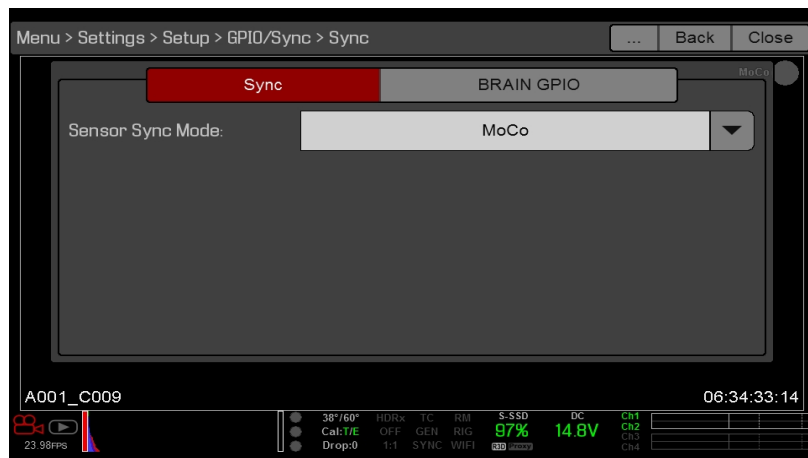 Menu > Settings > Setup > GPIO/Sync > Sync ... Back Close
MoCo
Sync BRAIN GPIO
Sensor Sync Mode: MoCo
A001_C009 06:34:33:14
38°/60° HDRx TC RM S-SSD DC Ch1
Cal:T/E OFF GEN RIG 97% 14.8V Ch2
Drop:0 1:1 SYNC WIFI R3D Proxy Ch3
23.98FPS Ch4